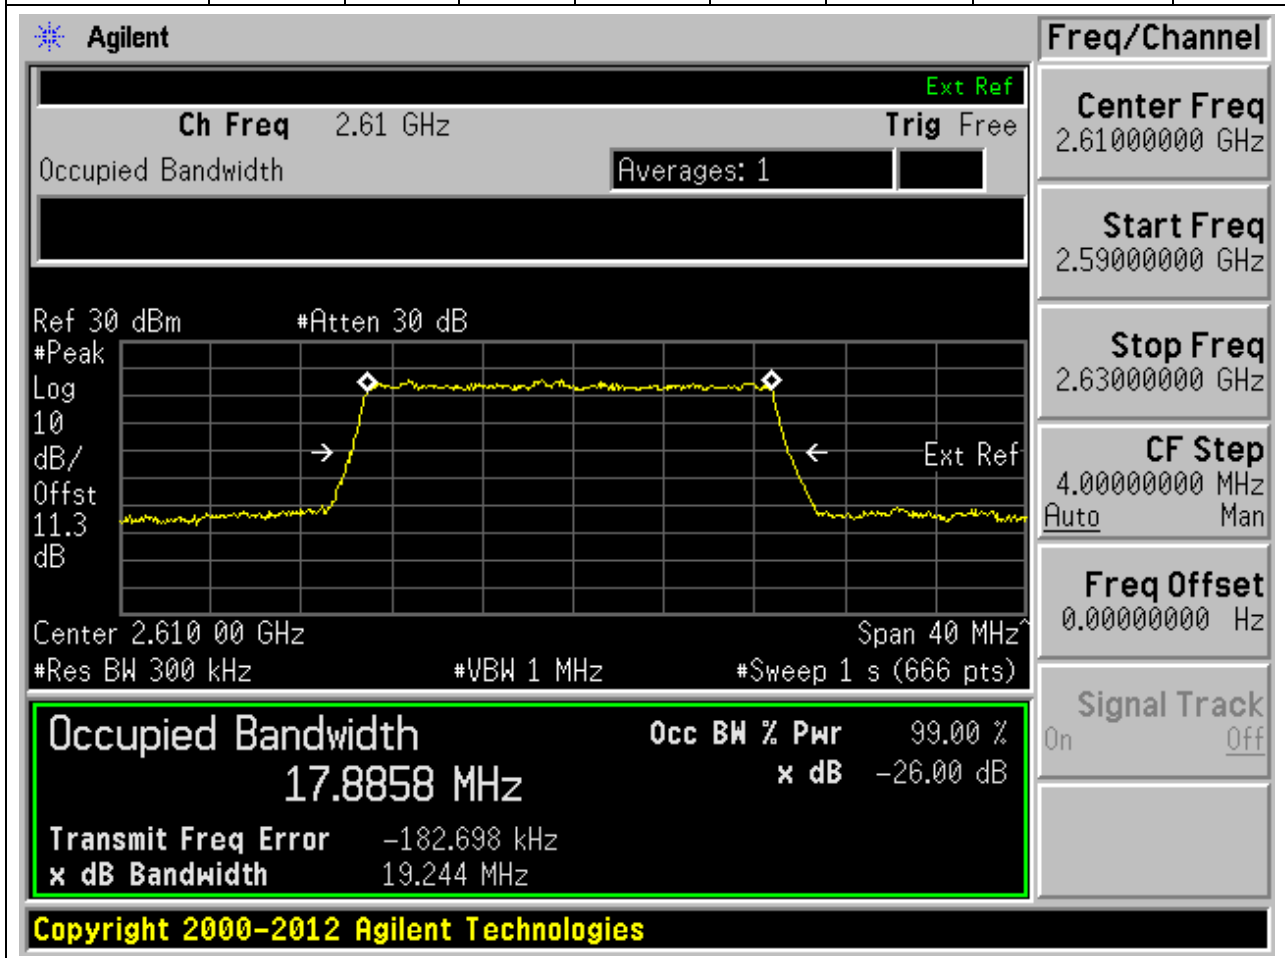 Agilent
Freq/Channel
Ext Ref
Ch Freq 2.61 GHz Trig Free
Occupied Bandwidth Averages: 1
Center Freq
2.61000000 GHz
Start Freq
2.59000000 GHz
Stop Freq
2.63000000 GHz
CF Step
4.00000000 MHz
Auto Man
Freq Offset
0.00000000 Hz
Signal Track
On Off
Ref 30 dBm #Atten 30 dB
#Peak
Log
10
dB/
Offst
11.3
dB
Ext Ref
Center 2.610 00 GHz Span 40 MHz^
#Res BW 300 kHz #VBW 1 MHz #Sweep 1 s (666 pts)
Occupied Bandwidth Occ BW % Pwr 99.00 %
17.8858 MHz x dB -26.00 dB
Transmit Freq Error -182.698 kHz
x dB Bandwidth 19.244 MHz
Copyright 2000-2012 Agilent Technologies